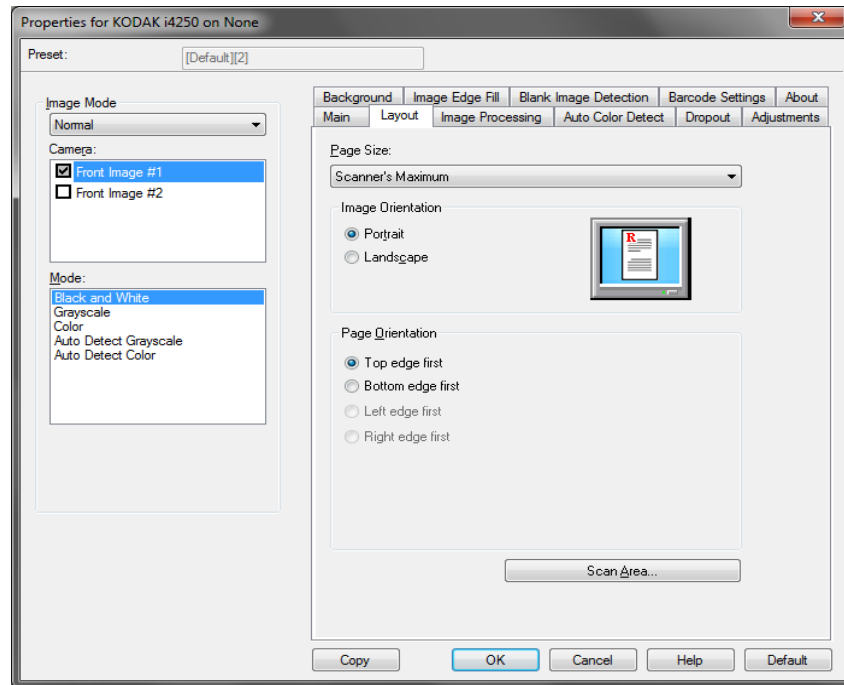 Properties for KODAK i4250 on None
Preset:
[Default][2]
Image Mode
Normal
Camera:
Front Image #1
Front Image #2
Mode:
Black and White
Grayscale
Color
Auto Detect Grayscale
Auto Detect Color
Background Image Edge Fill Blank Image Detection Barcode Settings About
Main Layout Image Processing Auto Color Detect Dropout Adjustments
Page Size:
Scanner's Maximum
Image Orientation
Portrait
Landscape
R
Page Orientation
Top edge first
Bottom edge first
Left edge first
Right edge first
Scan Area...
Copy OK Cancel Help Default